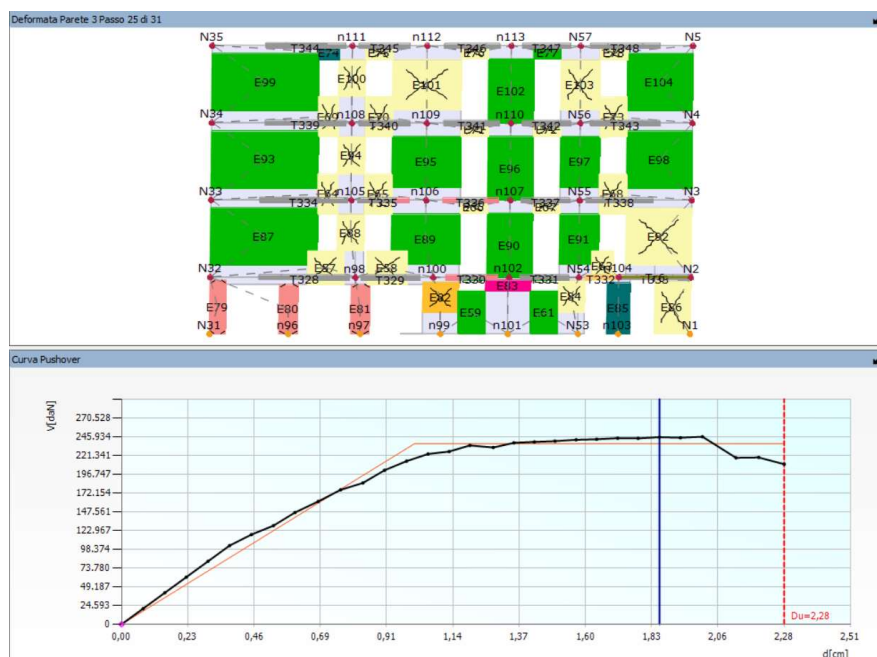 Deformata Parete 3 Passo 25 di 31
N35 n111 n112 n113 N57 N5
T344 T345 T346 T347 T348
E99 E100 E101 E102 E77 E103 E104
N34 n108 n109 n110 N56 N4
T339 T340 T341 T342 T343
E93 E94 E95 E96 E97 E98
N33 n105 n106 n107 N55 N3
T334 T335 T336 T337 T338
E87 E88 E89 E90 E91 E92
E57 E58
N32 n98 n100 n102 N54 n104 N2
T328 T329 T330 T331 T332
E79 E80 E81 E82 E83 E59 E61 E84 E85 E86
N31 n96 n97 n99 n101 N53 n103 N1
Curva Pushover
V[daN]
270.528
245.934
221.341
196.747
172.154
147.561
122.967
98.374
73.780
49.187
24.593
0
Du=2,28
0,00 0,23 0,46 0,69 0,91 1,14 1,37 1,60 1,83 2,06 2,28 2,51
d[cm]